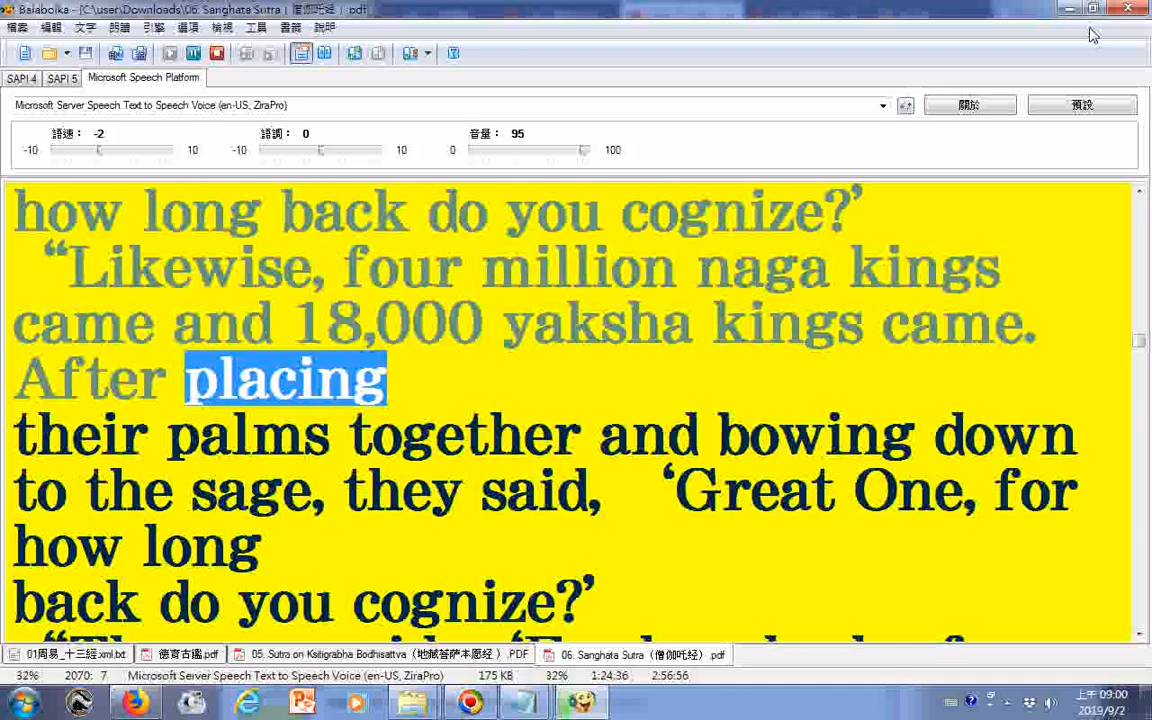 Balabolka - [C:\user\Downloads\06. Sanghata Sutra (僧伽吒经).pdf]
檔案 編輯 文字 朗讀 引擎 選項 檢視 工具 書籤 說明
SAPI 4 SAPI 5 Microsoft Speech Platform
Microsoft Server Speech Text to Speech Voice (en-US, ZiraPro) 關於 預設
語速： -2 語調： 0 音量： 95
-10 10 -10 10 0 100
how long back do you cognize?’
“Likewise, four million naga kings
came and 18,000 yaksha kings came.
After placing
their palms together and bowing down
to the sage, they said, ‘Great One, for
how long
back do you cognize?’
01周易_十三經.xml.txt 德育古鑑.pdf 05. Sutra on Ksitigrabha Bodhisattva（地藏菩萨本愿经）.PDF 06. Sanghata Sutra（僧伽吒经）.pdf
32% 2070: 7 Microsoft Server Speech Text to Speech Voice (en-US, ZiraPro) 175 KB 32% 1:24:36 2:56:56
上午 09:00
2019/9/2